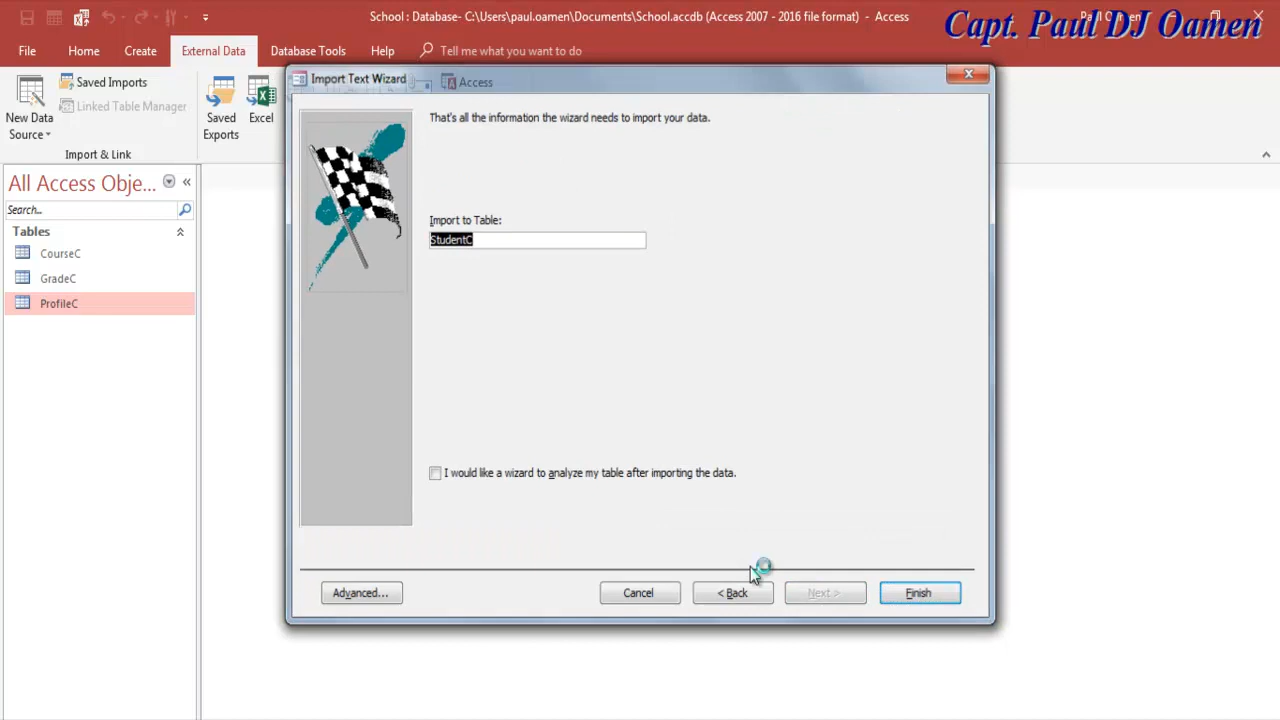 School : Database- C:\Users\paul.oamen\Documents\School.accdb (Access 2007 - 2016 file format) - Access
Capt. Paul DJ Oamen
File Home Create External Data Database Tools Help Tell me what you want to do
New Data Source
Saved Imports
Linked Table Manager
Import & Link
Saved Exports
Excel
Import Text Wizard
Access
All Access Obje...
Search...
Tables
CourseC
GradeC
ProfileC
That's all the information the wizard needs to import your data.
Import to Table:
StudentC
I would like a wizard to analyze my table after importing the data.
Advanced... Cancel < Back Next > Finish